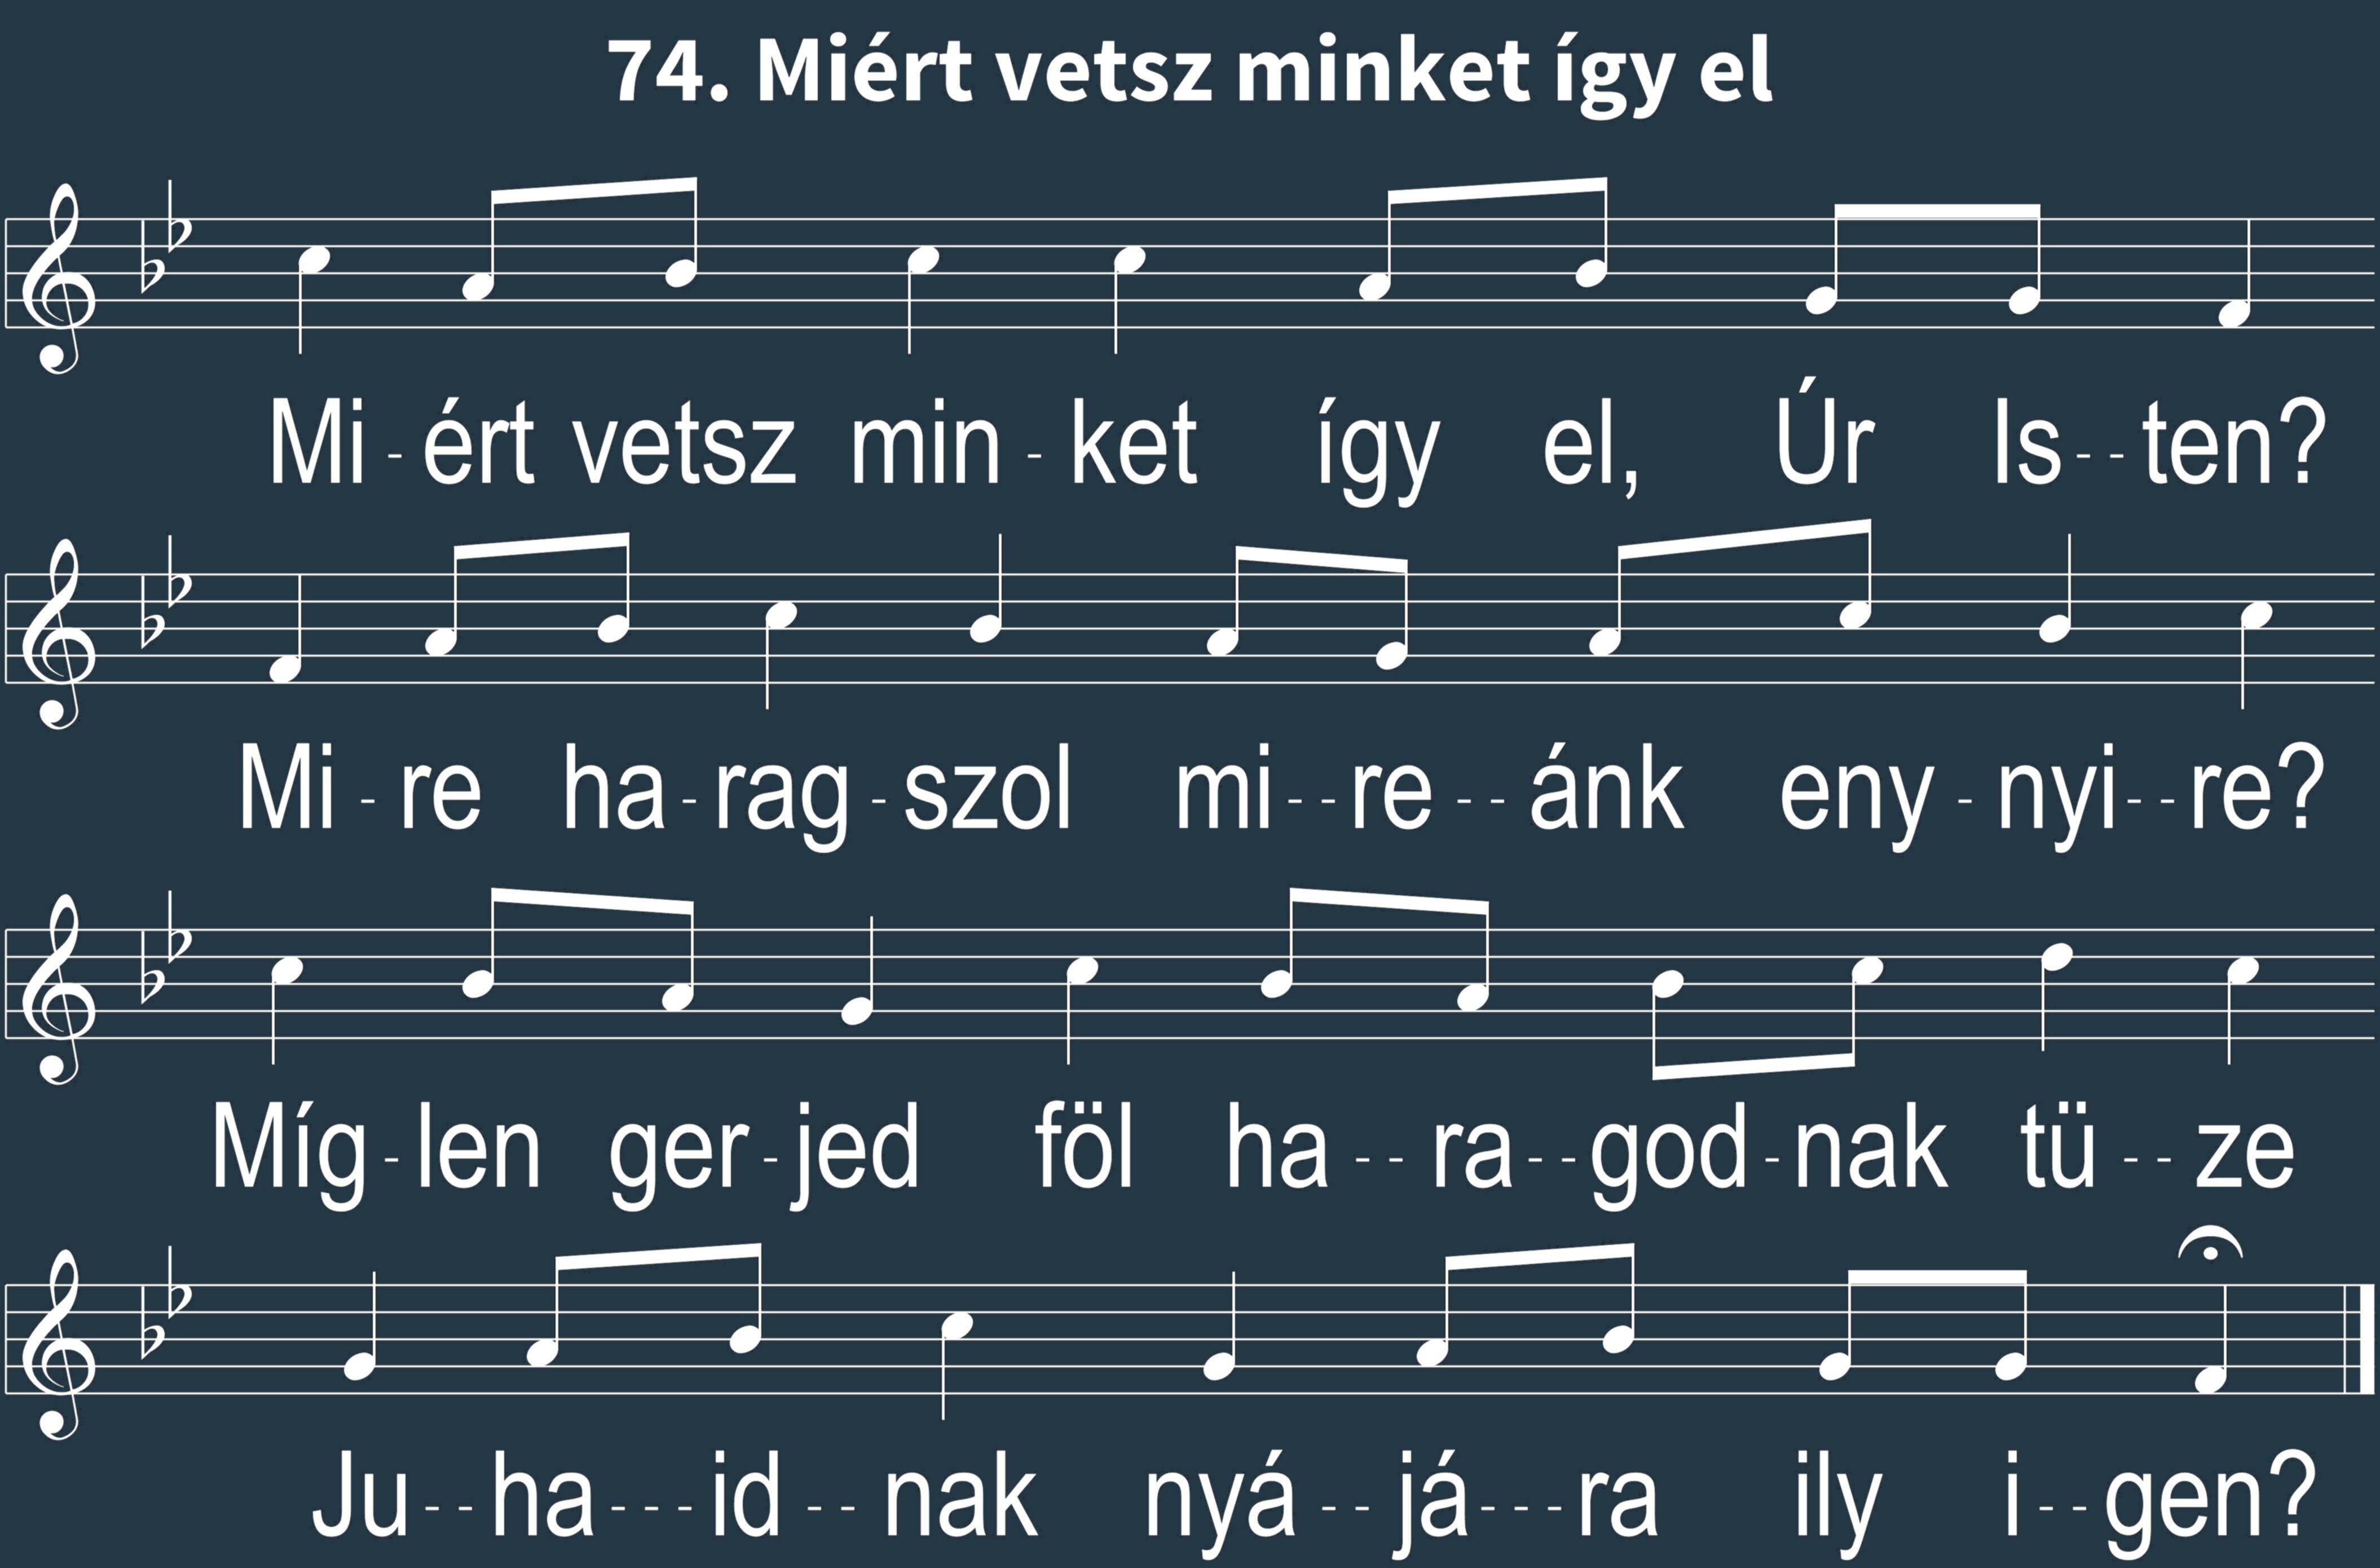 74. Miért vetsz minket így el
Mi - ért vetsz min - ket így el, Úr Is - - ten?
Mi - re ha - rag - szol mi - - re - - ánk eny - nyi - - re?
Míg - len ger - jed föl ha - - ra - - god - nak tü - - ze
Ju - - ha - - - id - - nak nyá - - já - - - ra ily i - - gen?